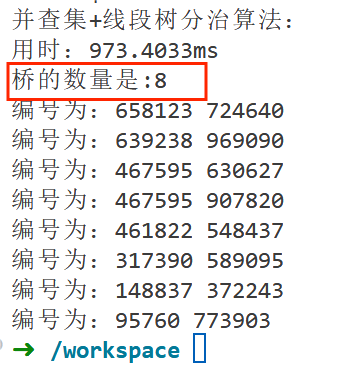 并查集+线段树分治算法:
用时: 973.4033ms
桥的数量是:8
编号为: 658123 724640
编号为: 639238 969090
编号为: 467595 630627
编号为: 467595 907820
编号为: 461822 548437
编号为: 317390 589095
编号为: 148837 372243
编号为: 95760 773903
➜ /workspace